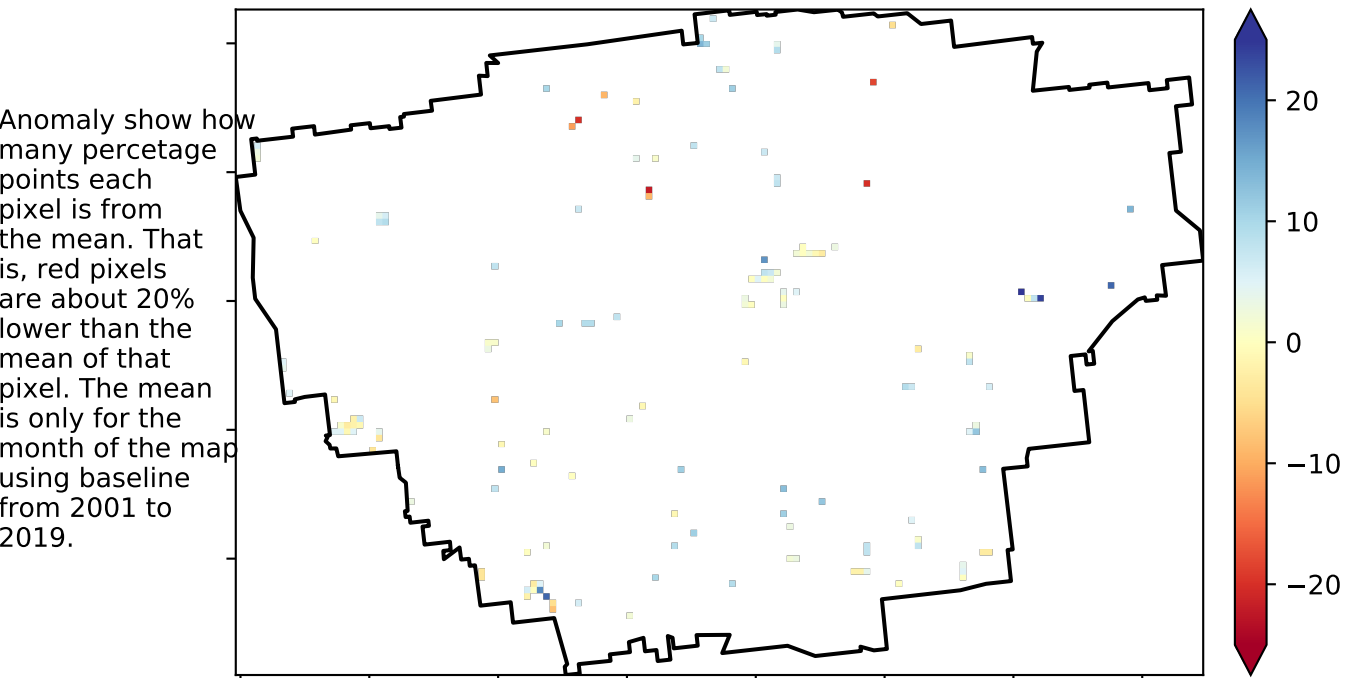 Anomaly show how
many percetage
points each
pixel is from
the mean. That
is, red pixels
are about 20%
lower than the
mean of that
pixel. The mean
is only for the
month of the map
using baseline
from 2001 to
2019.
20
10
0
−10
−20